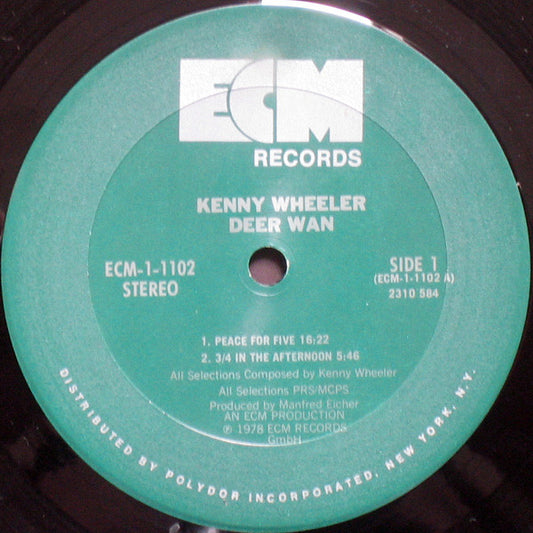 ECM
RECORDS
KENNY WHEELER
DEER WAN
ECM-1-1102
STEREO
SIDE 1
(ECM-1-1102 A)
2310 584
1. PEACE FOR FIVE 16:22
2. 3/4 IN THE AFTERNOON 5:46
All Selections Composed by Kenny Wheeler
All Selections PRS/MCPS
Produced by Manfred Eicher
AN ECM PRODUCTION
℗ 1978 ECM RECORDS
GmbH
DISTRIBUTED BY POLYDOR INCORPORATED, NEW YORK, N.Y.